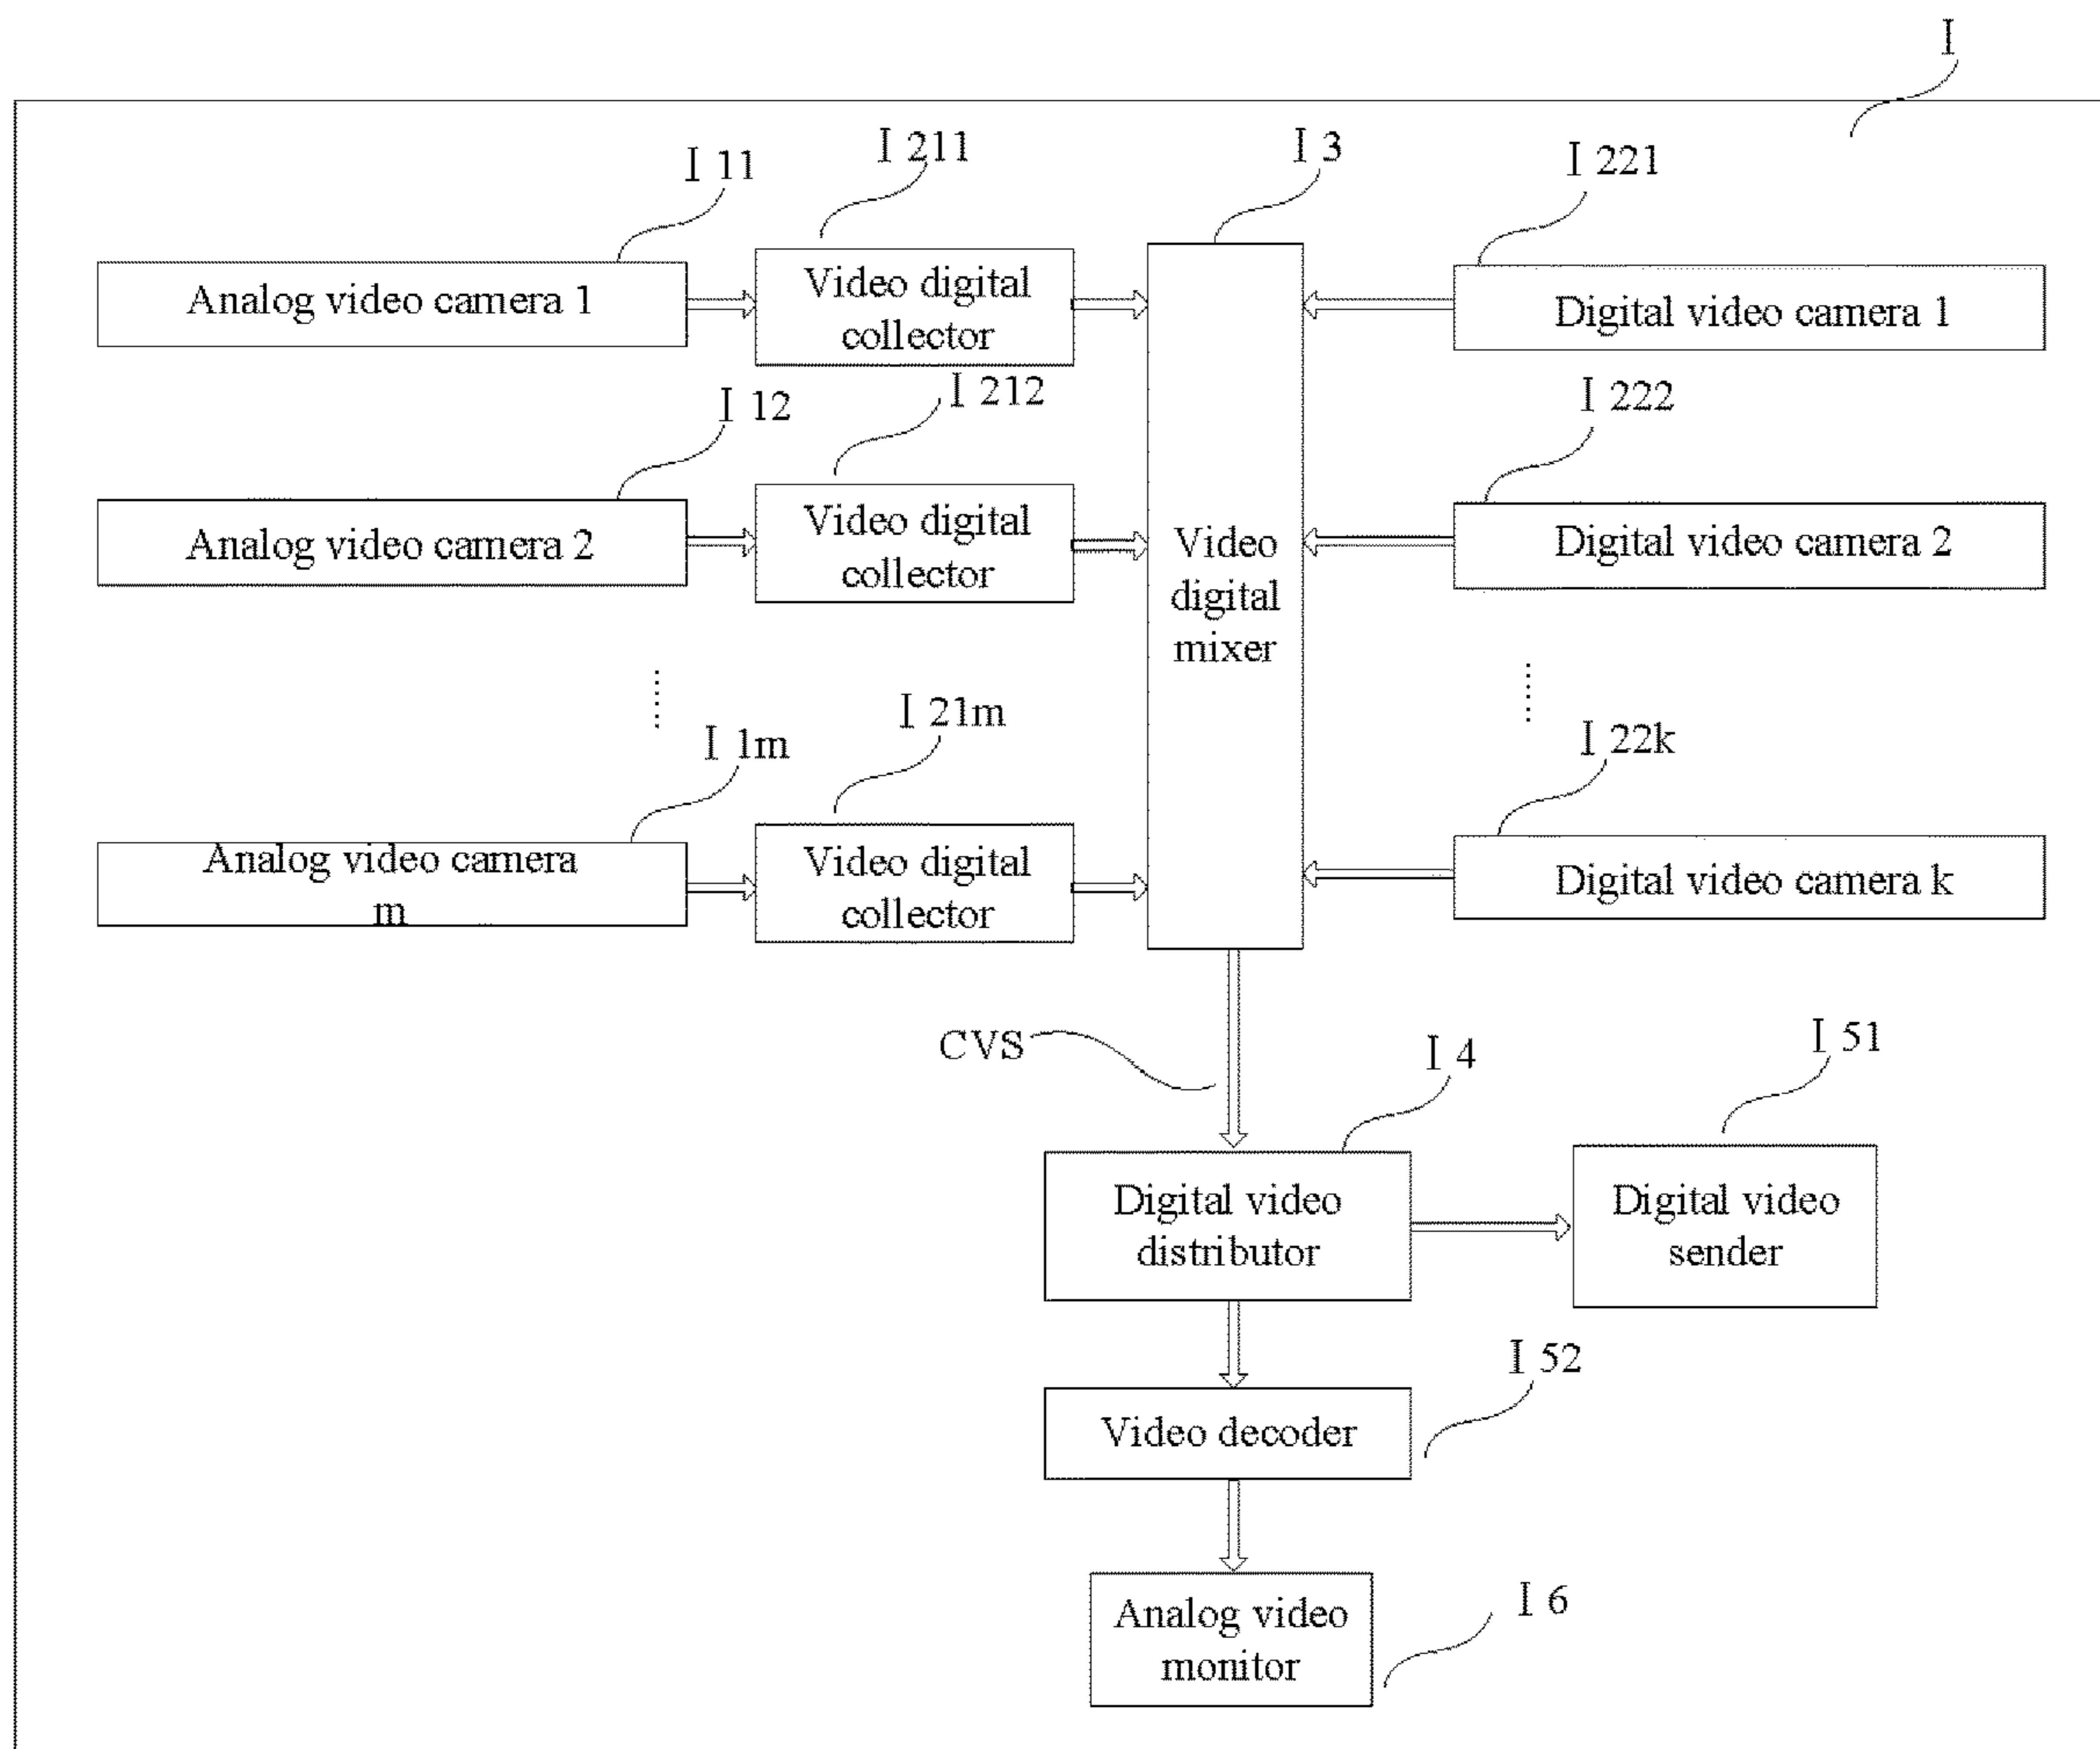 I
I 11
I 211
I 3
I 221
Analog video camera 1
Video digital
collector
Digital video camera 1
I 12
I 212
I 222
Analog video camera 2
Video digital
collector
Video
digital
mixer
Digital video camera 2
......
......
I 1m
I 21m
I 22k
Analog video camera
m
Video digital
collector
Digital video camera k
CVS
I 4
I 51
Digital video
distributor
Digital video
sender
I 52
Video decoder
I 6
Analog video
monitor